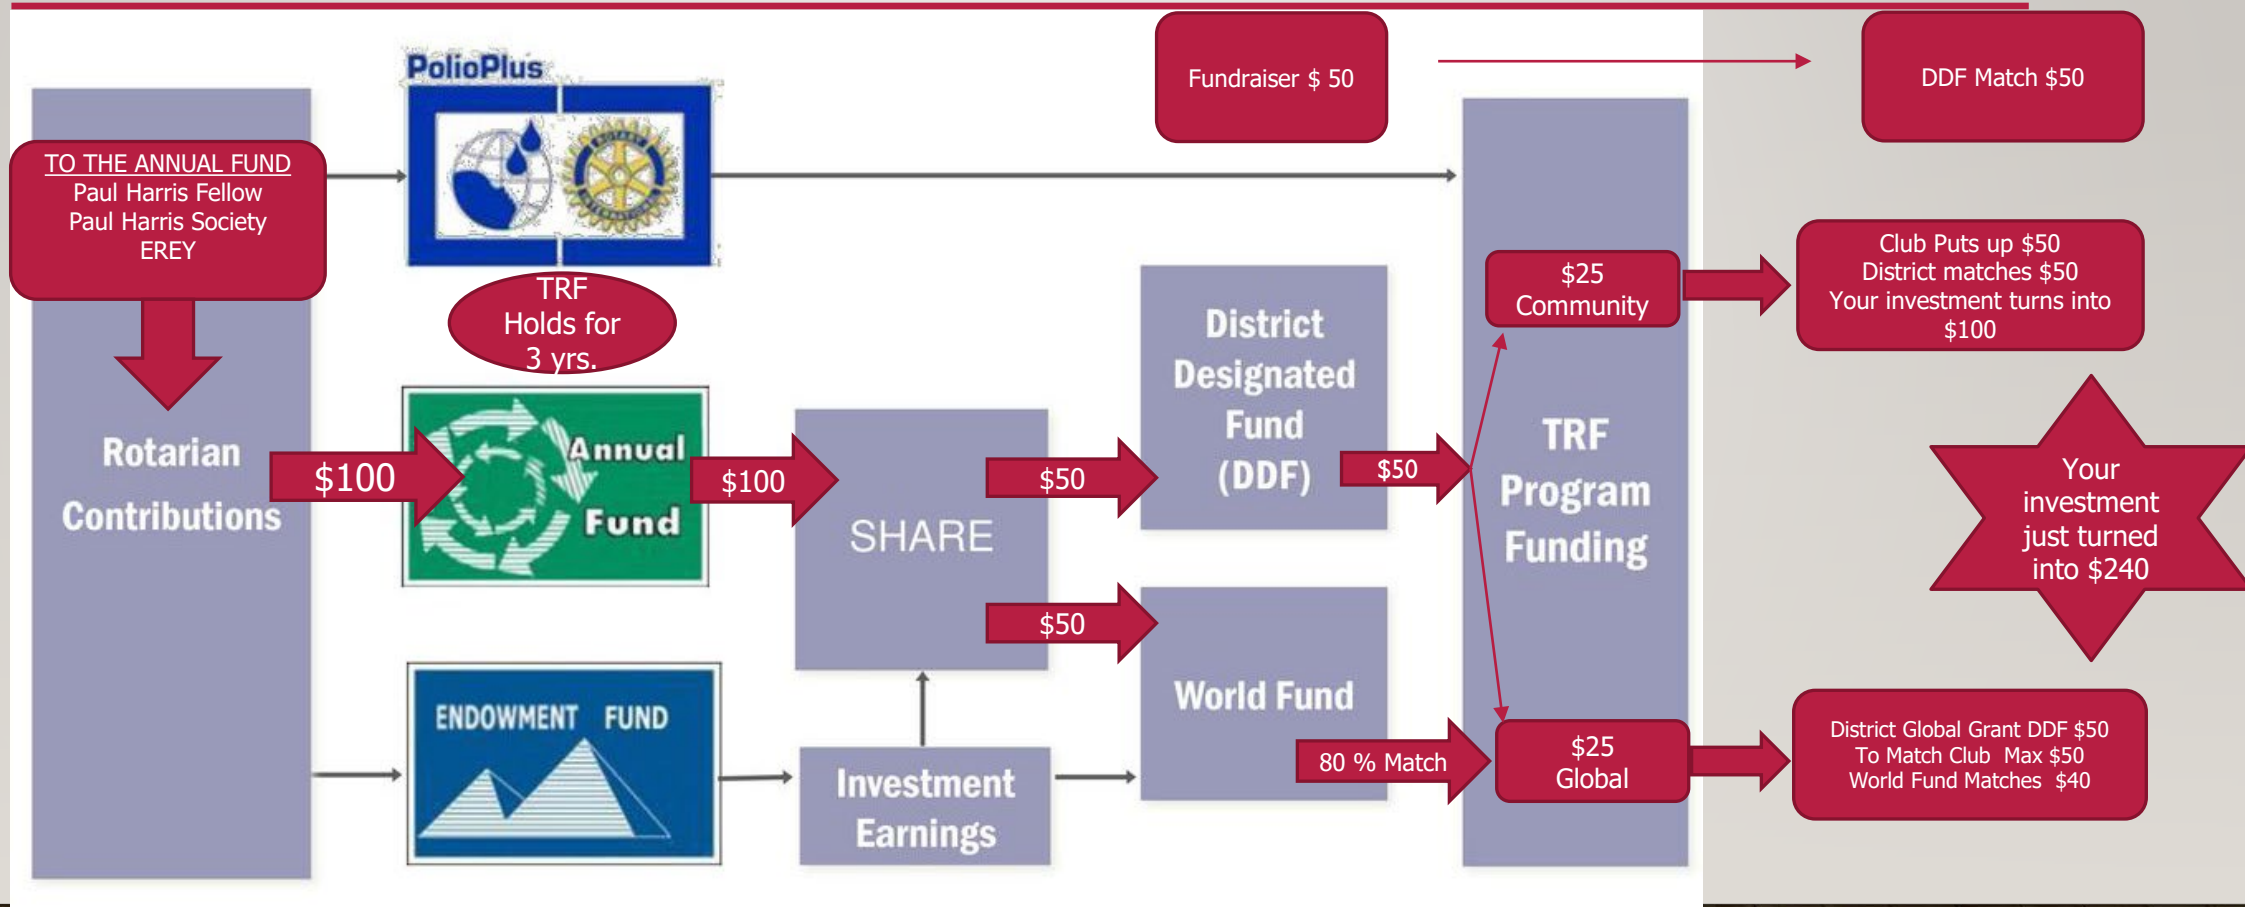 PolioPlus
Fundraiser $ 50
DDF Match $50
TO THE ANNUAL FUND
Paul Harris Fellow
Paul Harris Society
EREY
TRF
Holds for
3 yrs.
ROTARY
INTERNATIONAL
$25
Community
Club Puts up $50
District matches $50
Your investment turns into
$100
District
Designated
Fund
(DDF)
Rotarian
Contributions
$100
Annual
Fund
$100
SHARE
$50
$50
$50
TRF
Program
Funding
Your
investment
just turned
into $240
World Fund
ENDOWMENT FUND
Investment
Earnings
80 % Match
$25
Global
District Global Grant DDF $50
To Match Club  Max $50
World Fund Matches  $40